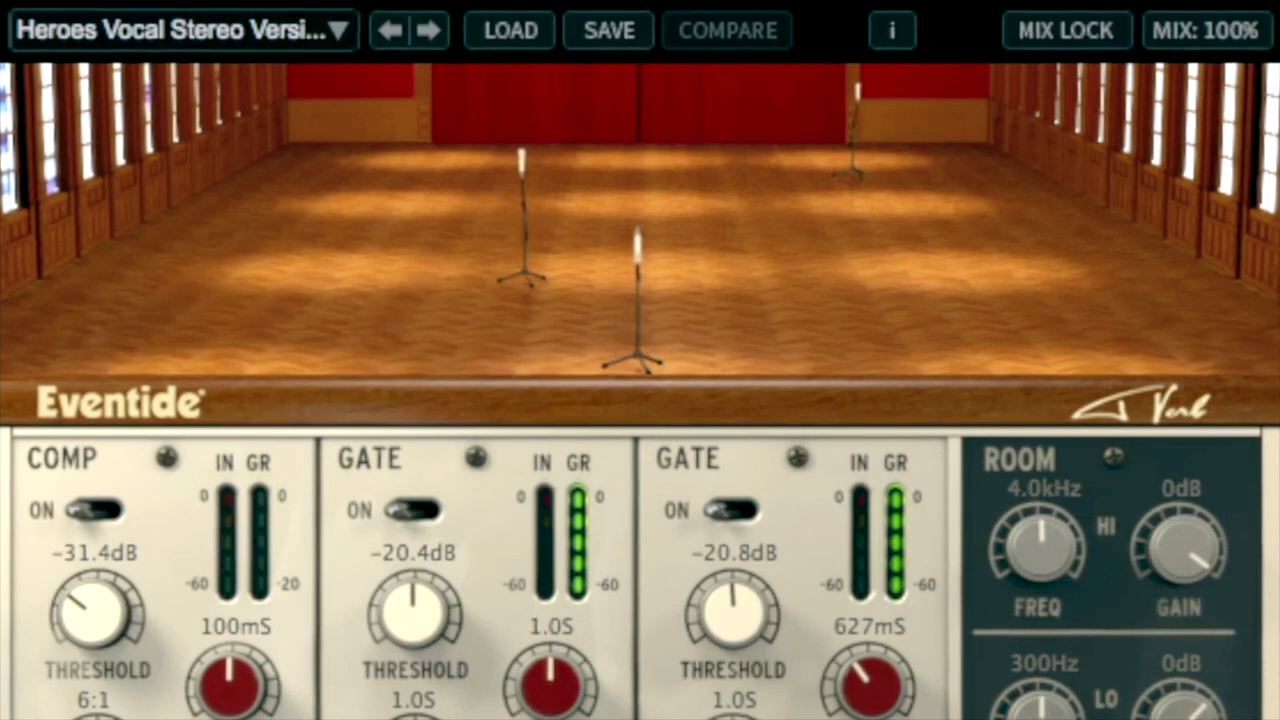 Heroes Vocal Stereo Versi...
LOAD
SAVE
COMPARE
i
MIX LOCK
MIX: 100%
Eventide
T Verb
COMP
IN GR
ON
0
0
-31.4dB
-60
-20
100mS
THRESHOLD
6:1
GATE
IN GR
ON
0
0
-20.4dB
-60
-60
1.0S
THRESHOLD
1.0S
GATE
IN GR
ON
0
0
-20.8dB
-60
-60
627mS
THRESHOLD
1.0S
ROOM
4.0kHz
0dB
HI
FREQ
GAIN
300Hz
0dB
LO